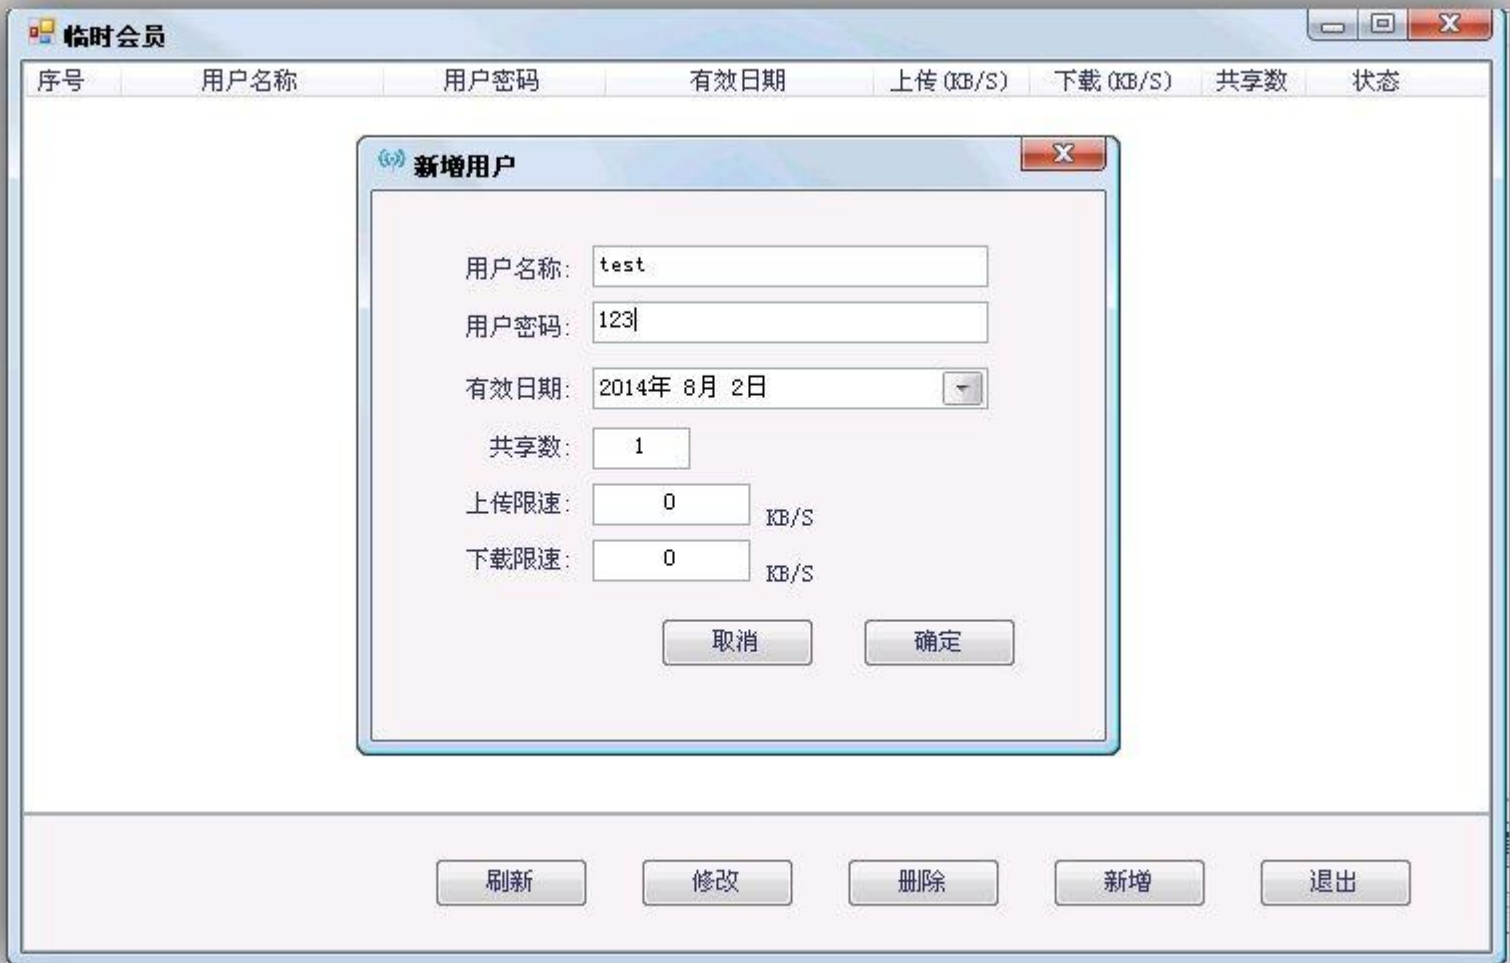 临时会员
序号 用户名称 用户密码 有效日期 上传(KB/S) 下载(KB/S) 共享数 状态
新增用户
用户名称: test
用户密码: 123
有效日期: 2014年 8月 2日
共享数: 1
上传限速: 0 KB/S
下载限速: 0 KB/S
取消 确定
刷新 修改 删除 新增 退出